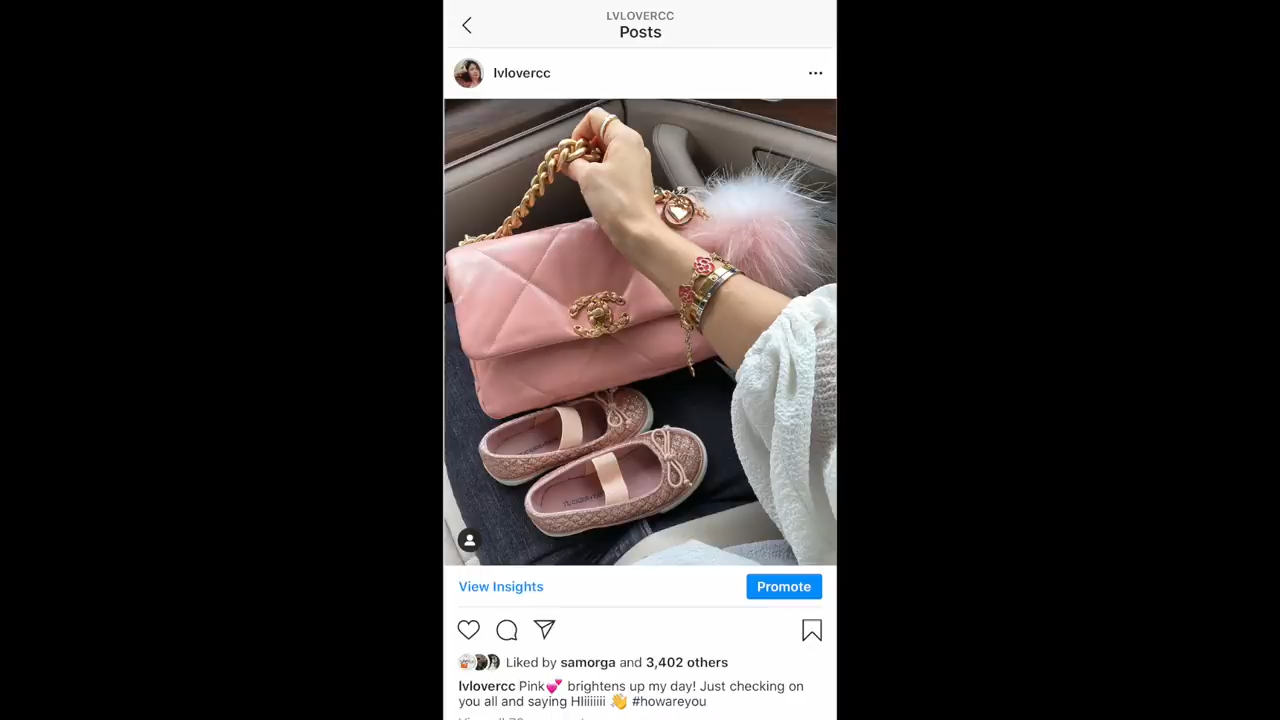 LVLOVERCC
Posts
lvlovercc
View Insights
Promote
Liked by samorga and 3,402 others
lvlovercc Pink💕 brightens up my day! Just checking on
you all and saying HIiiiiiii 👋 #howareyou